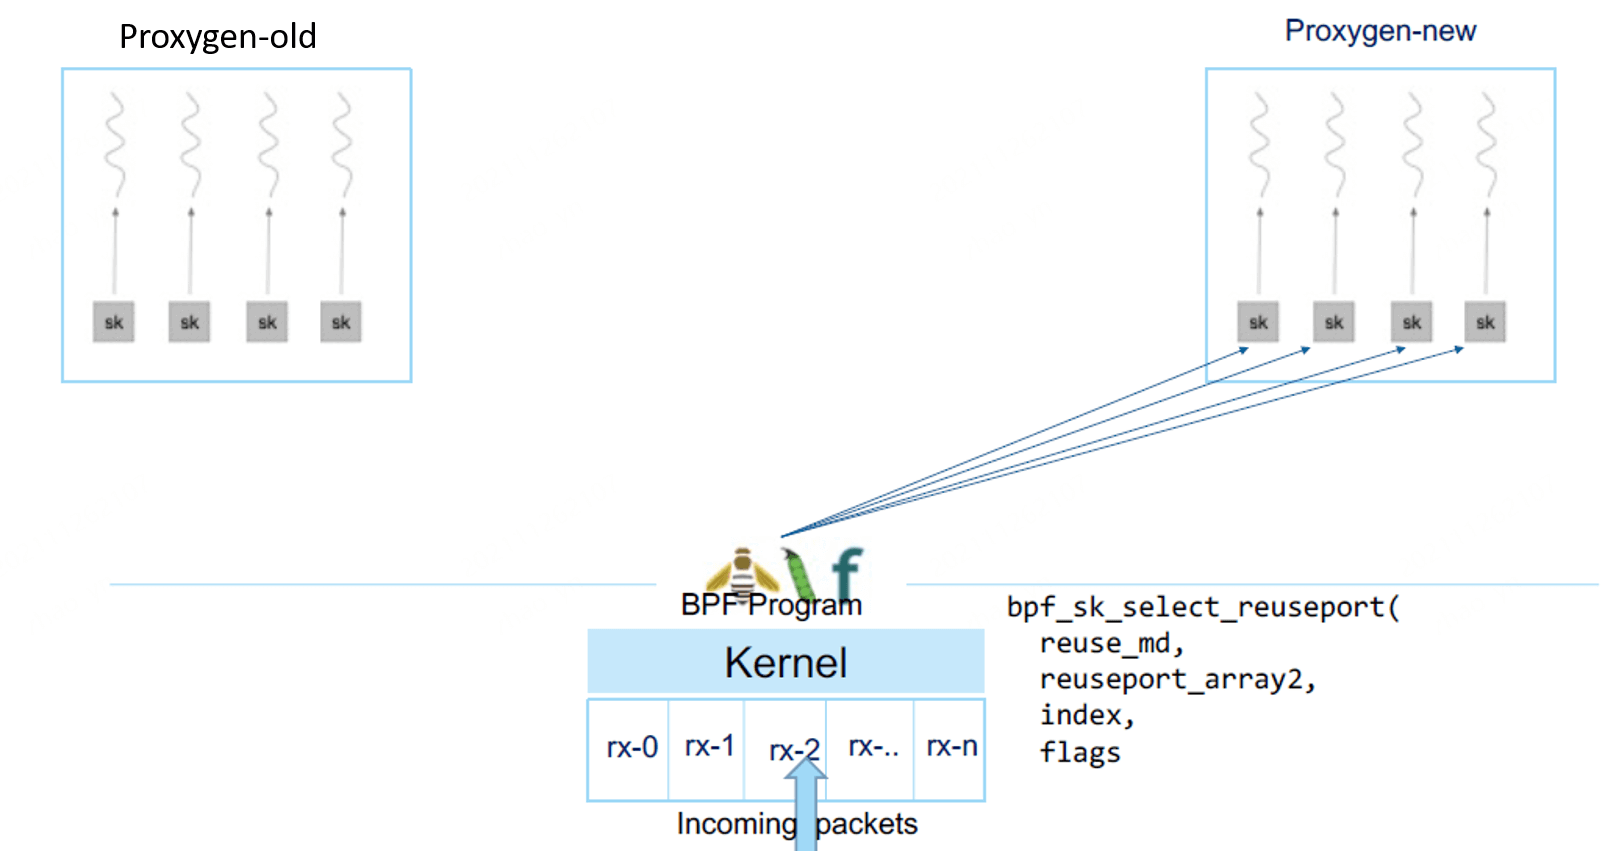 Proxygen-old
Proxygen-new
sk sk sk sk
sk sk sk sk
f
BPF Program
Kernel
rx-0 rx-1 rx-2 rx-.. rx-n
Incoming packets
bpf_sk_select_reuseport(
reuse_md,
reuseport_array2,
index,
flags